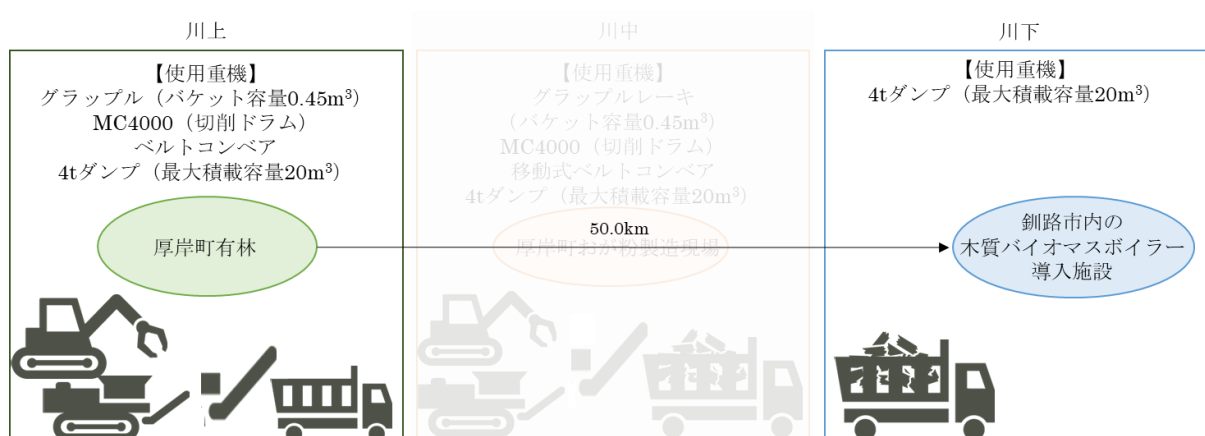 川上
【使用重機】
グラップル（バケット容量0.45m³）
MC4000（切削ドラム）
ベルトコンベア
4tダンプ（最大積載容量20m³）
厚岸町有林
川中
【使用重機】
グラップルレーキ
（バケット容量0.45m³）
MC4000（切削ドラム）
移動式ベルトコンベア
4tダンプ（最大積載容量20m³）
50.0km
厚岸町おが粉製造現場
川下
【使用重機】
4tダンプ（最大積載容量20m³）
釧路市内の
木質バイオマスボイラー
導入施設